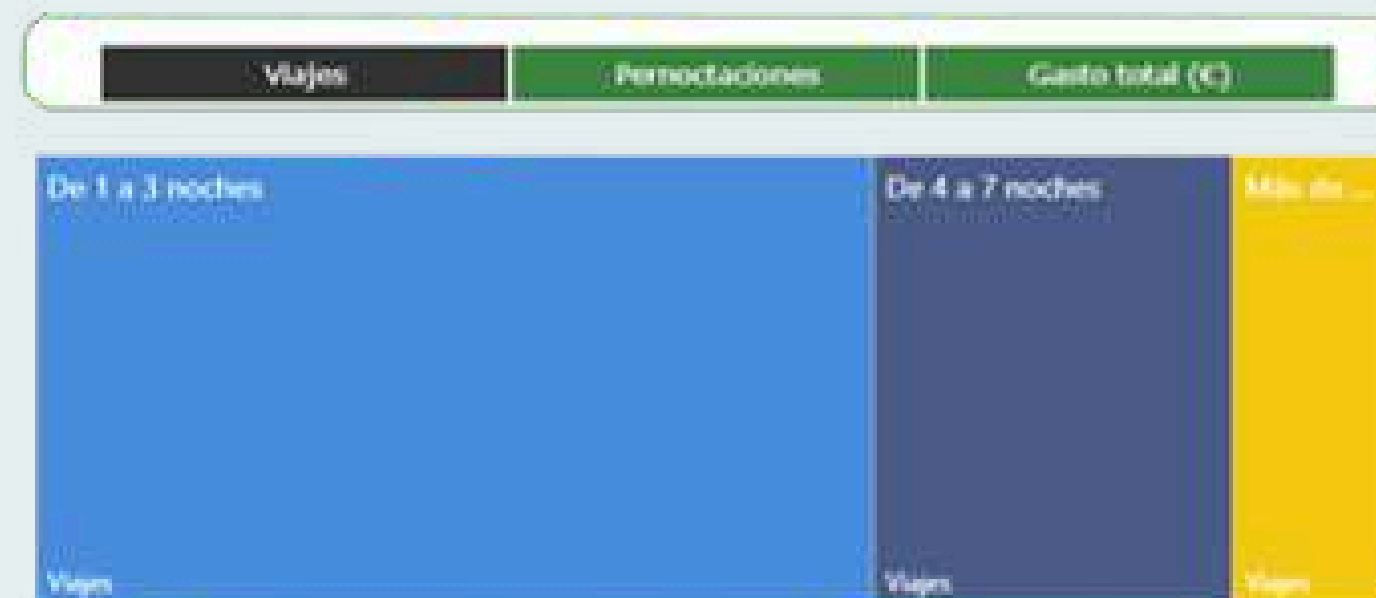 Viajes
Pernoctaciones
Gasto total (€)
De 1 a 3 noches
De 4 a 7 noches
Más de ...
Viajes
Viajes
Viajes